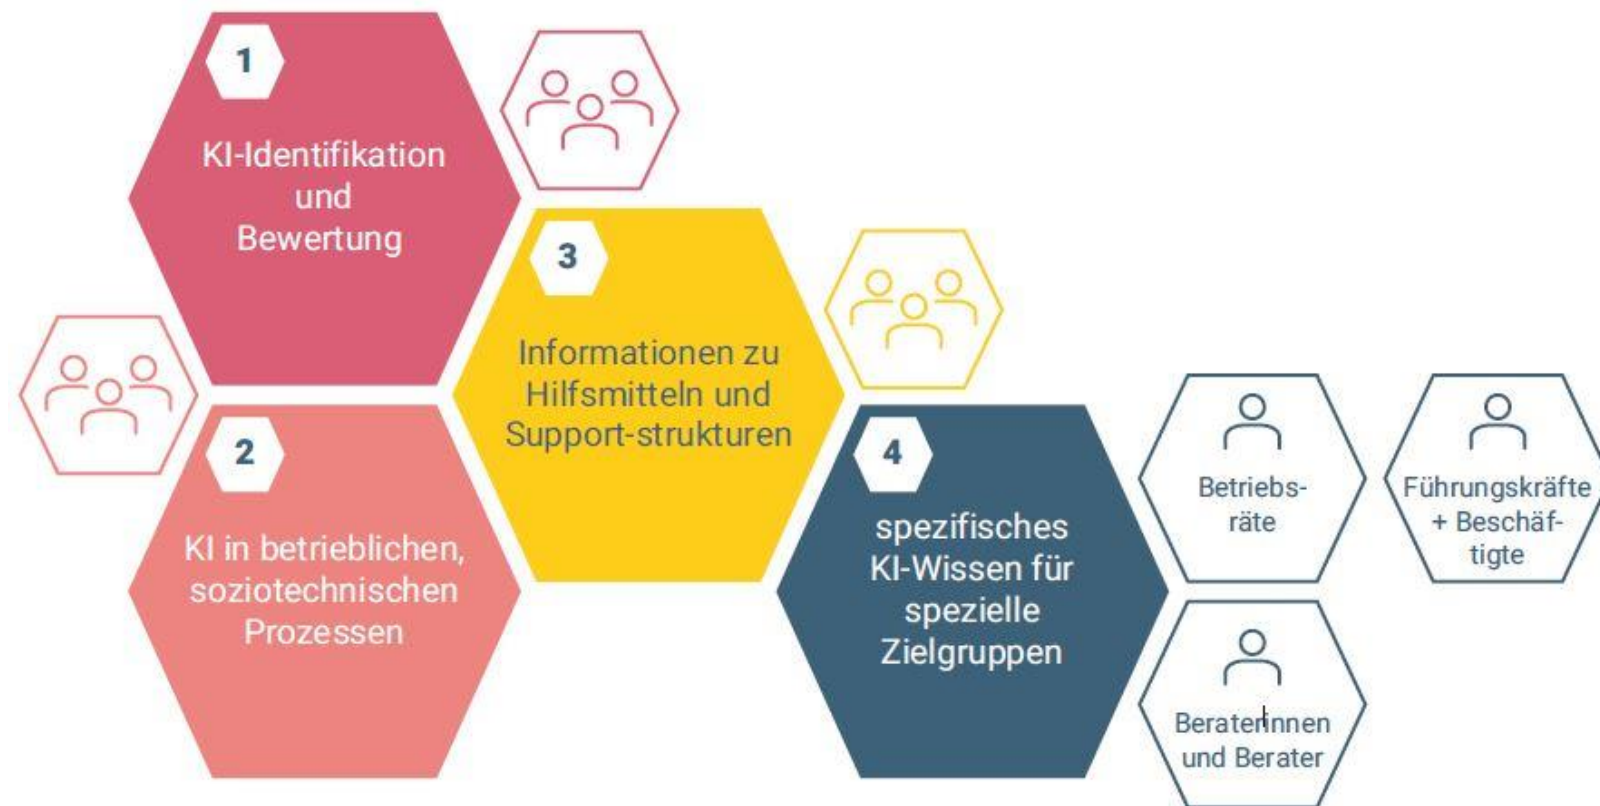 1
KI-Identifikation
und
Bewertung
2
KI in betrieblichen,
soziotechnischen
Prozessen
3
Informationen zu
Hilfsmitteln und
Support-strukturen
4
spezifisches
KI-Wissen für
spezielle
Zielgruppen
Betriebs-
räte
Führungskräfte
+ Beschäf-
tigte
Beraterinnen
und Berater